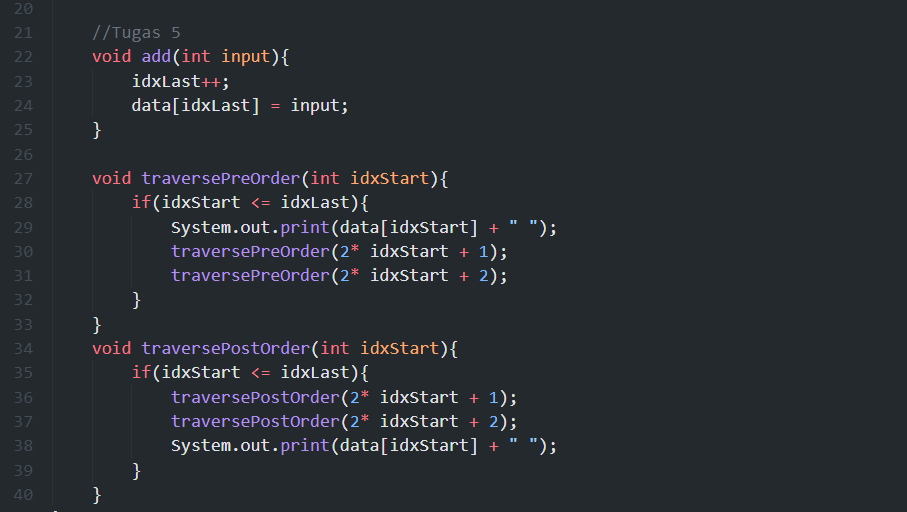 20
21 //Tugas 5
22 void add(int input){
23 idxLast++;
24 data[idxLast] = input;
25 }
26
27 void traversePreOrder(int idxStart){
28 if(idxStart <= idxLast){
29 System.out.print(data[idxStart] + " ");
30 traversePreOrder(2* idxStart + 1);
31 traversePreOrder(2* idxStart + 2);
32 }
33 }
34 void traversePostOrder(int idxStart){
35 if(idxStart <= idxLast){
36 traversePostOrder(2* idxStart + 1);
37 traversePostOrder(2* idxStart + 2);
38 System.out.print(data[idxStart] + " ");
39 }
40 }